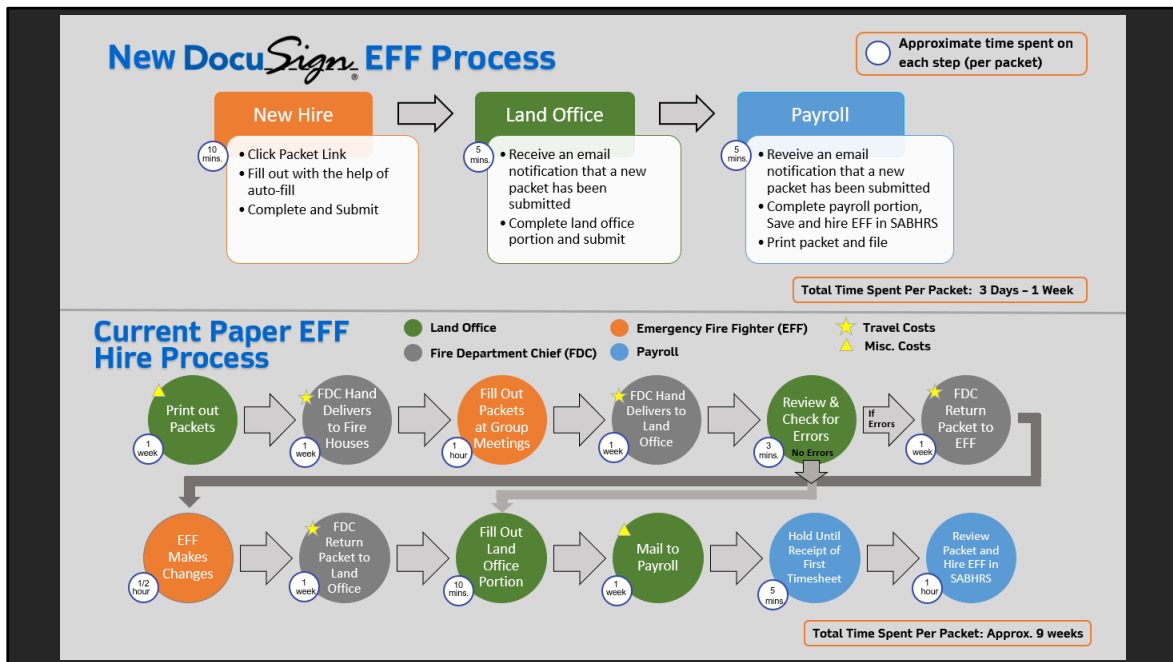 New DocuSign® EFF Process
Approximate time spent on
each step (per packet)
New Hire
10
mins.
• Click Packet Link
• Fill out with the help of
auto-fill
• Complete and Submit
Land Office
5
mins.
• Receive an email
notification that a new
packet has been
submitted
• Complete land office
portion and submit
Payroll
5
mins.
• Reveive an email
notification that a new
packet has been submitted
• Complete payroll portion,
Save and hire EFF in SABHRS
• Print packet and file
Total Time Spent Per Packet: 3 Days – 1 Week
Current Paper EFF
Hire Process
Land Office
Fire Department Chief (FDC)
Emergency Fire Fighter (EFF)
Payroll
Travel Costs
Misc. Costs
Print out
Packets
1
week
FDC Hand
Delivers
to Fire
Houses
1
week
Fill Out
Packets
at Group
Meetings
1
hour
FDC Hand
Delivers to
Land
Office
1
week
Review &
Check for
Errors
No Errors
3
mins.
If
Errors
FDC
Return
Packet to
EFF
1
week
EFF
Makes
Changes
1/2
hour
FDC
Return
Packet to
Land
Office
1
week
Fill Out
Land
Office
Portion
10
mins.
Mail to
Payroll
1
week
Hold Until
Receipt of
First
Timesheet
5
mins.
Review
Packet and
Hire EFF in
SABHRS
1
hour
Total Time Spent Per Packet: Approx. 9 weeks